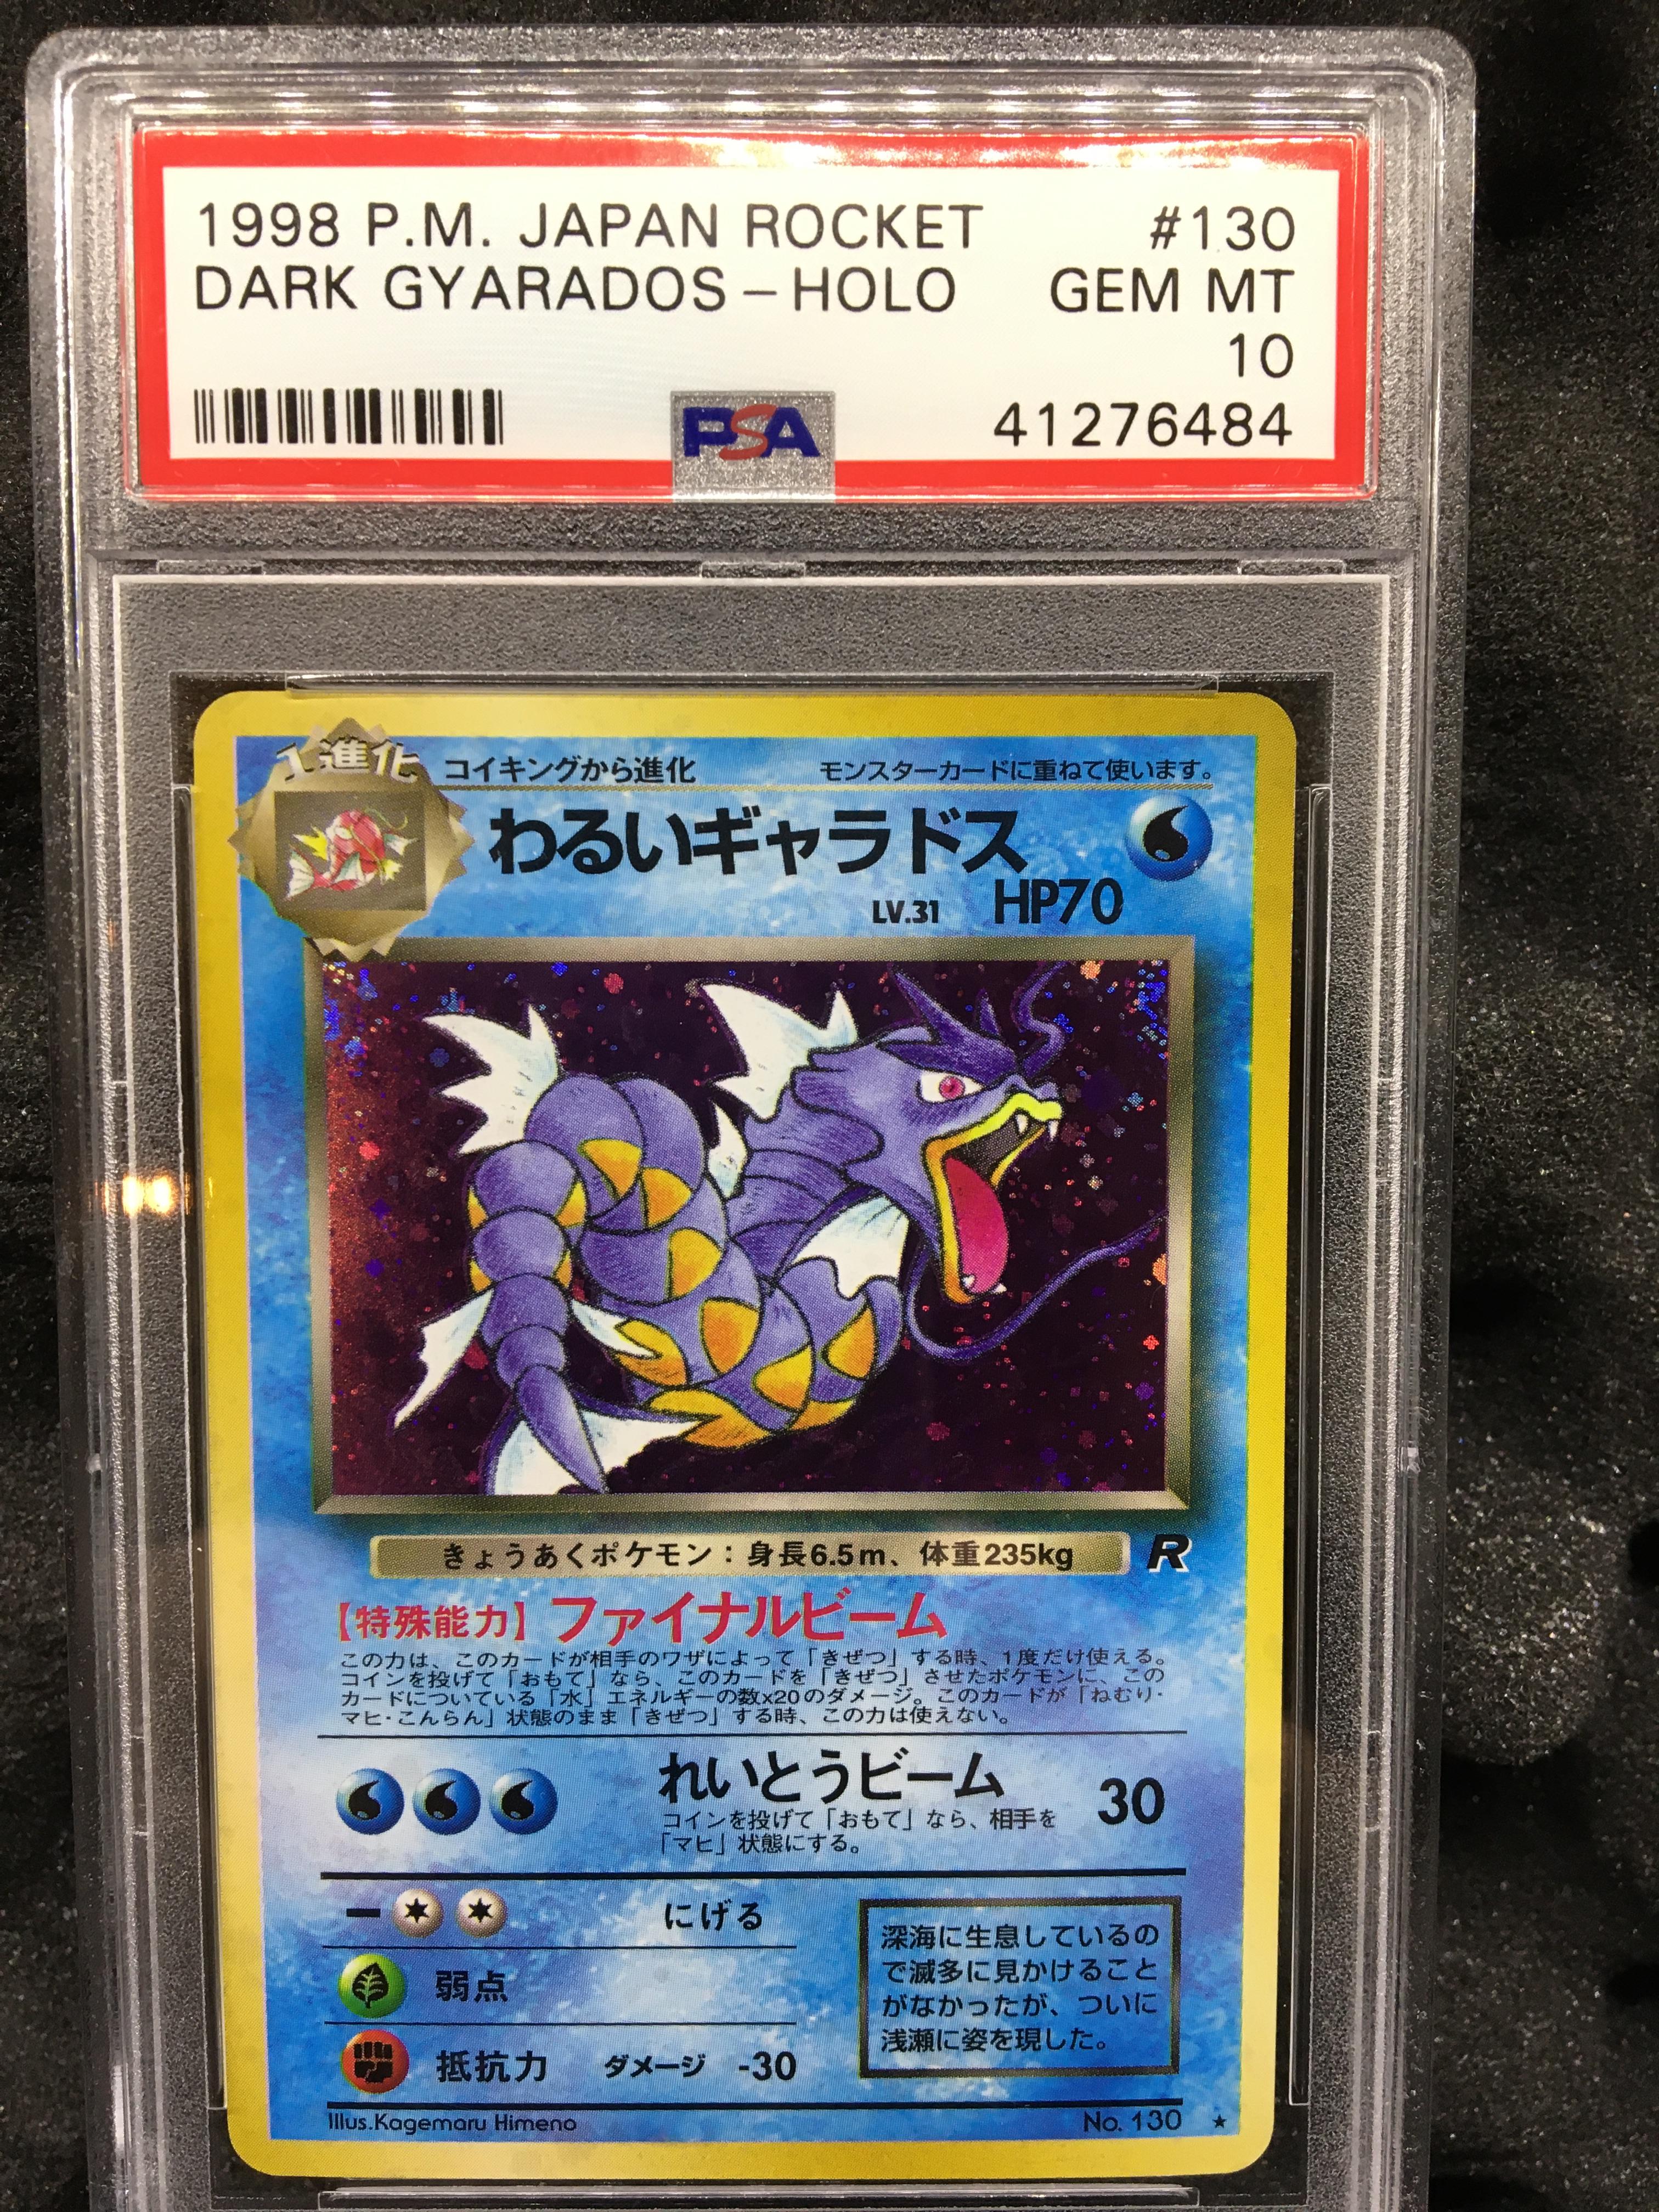 1998 P.M. JAPAN ROCKET #130
DARK GYARADOS - HOLO GEM MT
10
PSA 41276484
1進化 コイキングから進化 モンスターカードに重ねて使います。
わるいギャラドス
LV.31 HP70
きょうあくポケモン：身長6.5m、体重235kg R
【特殊能力】ファイナルビーム
この力は、このカードが相手のワザによって「きぜつ」する時、1度だけ使える。
コインを投げて「おもて」なら、このカードを「きぜつ」させたポケモンに、この
カードについている「水」エネルギーの数x20のダメージ。このカードが「ねむり・
マヒ・こんらん」状態のまま「きぜつ」する時、この力は使えない。
れいとうビーム 30
コインを投げて「おもて」なら、相手を
「マヒ」状態にする。
にげる
弱点
抵抗力 ダメージ -30
深海に生息しているの
で滅多に見かけること
がなかったが、ついに
浅瀬に姿を現した。
Illus.Kagemaru Himeno No. 130 ★